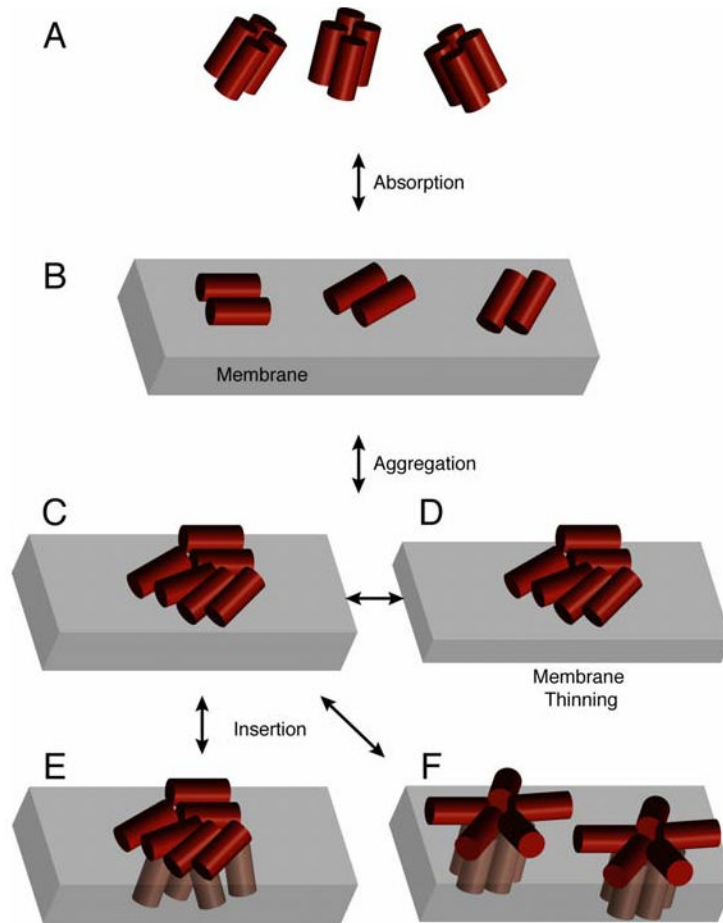 A
Absorption
B
Membrane
Aggregation
C
D
Membrane
Thinning
Insertion
E
F